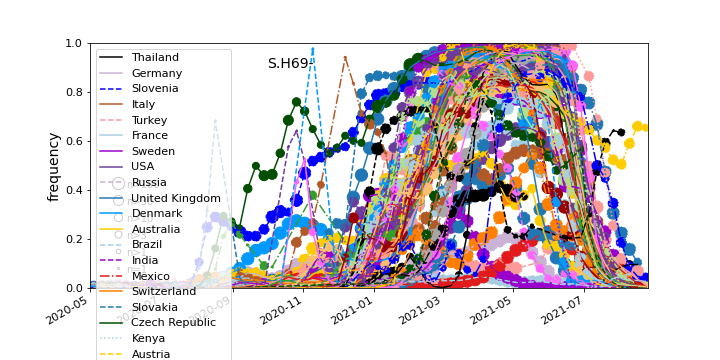 S.H69-
frequency
1.0
0.8
0.6
0.4
0.2
0.0
2020-05
2020-09
2020-11
2021-01
2021-03
2021-05
2021-07
Thailand
Germany
Slovenia
Italy
Turkey
France
Sweden
USA
Russia
United Kingdom
Denmark
Australia
Brazil
India
Mexico
Switzerland
Slovakia
Czech Republic
Kenya
Austria